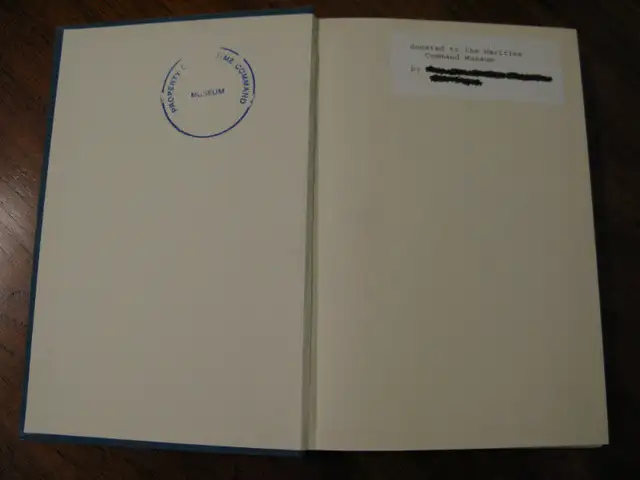 PROPERTY TIME COMMAND
MUSEUM
Donated to the Maritime
Command Museum
by